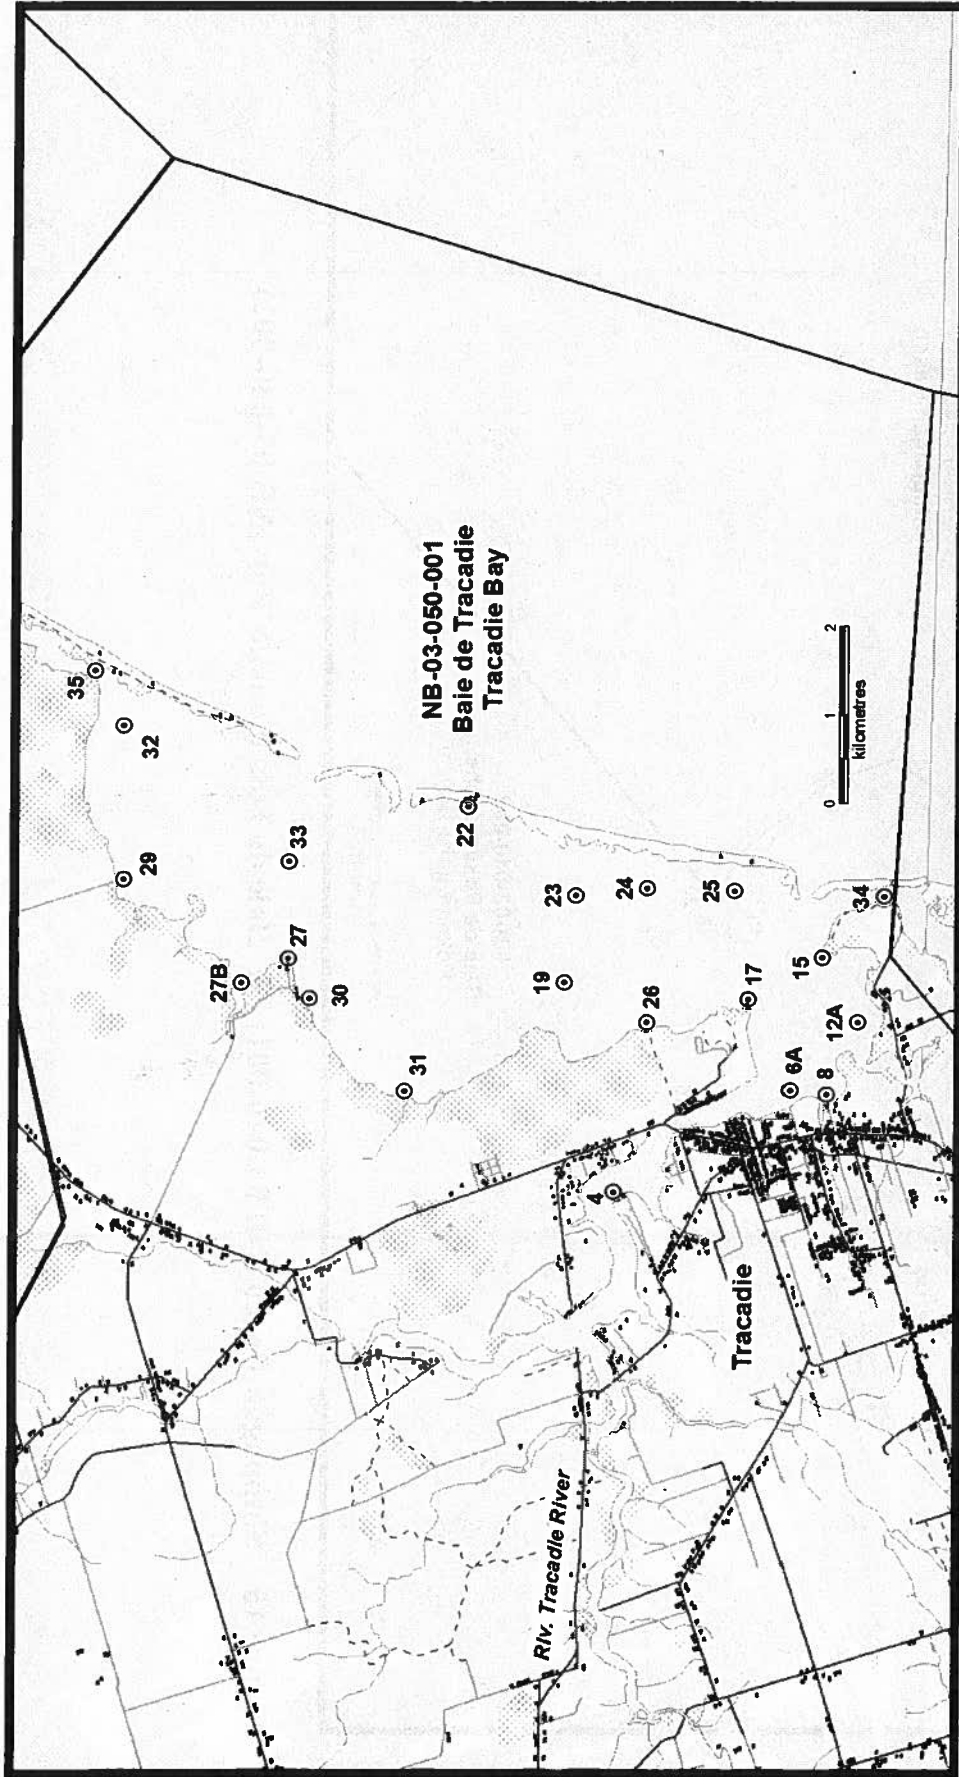 35
32
29
33
27
27B
30
31
NB-03-050-001
Baie de Tracadie
Tracadie Bay
22
23
24
25
19
26
17
34
15
12A
6A
8
4
Tracadie
Riv. Tracadie River
0 1 2
kilometres